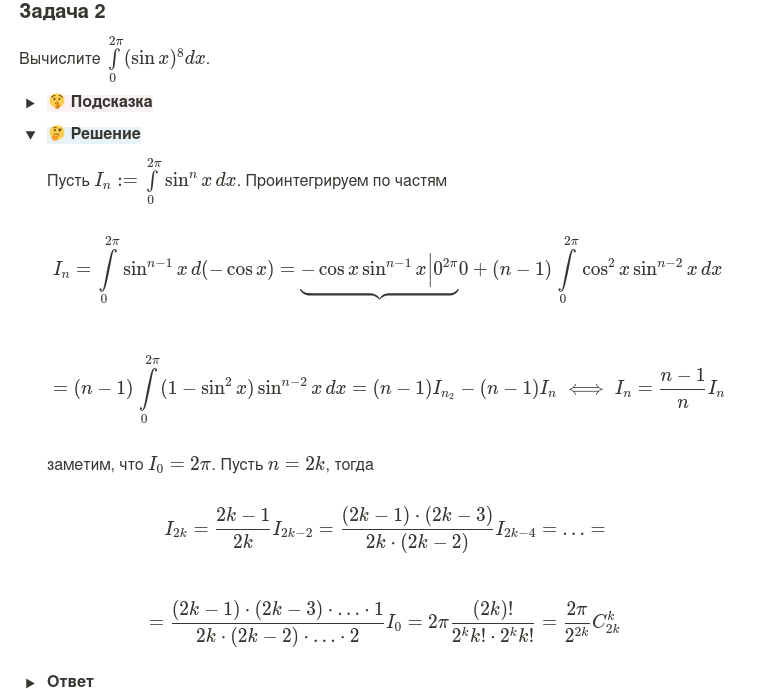 Задача 2
Вычислите $\int\limits_0^{2\pi} (\sin x)^8 dx$.
▶ 🤫 Подсказка
▼ 🤔 Решение
Пусть $I_n := \int\limits_0^{2\pi} \sin^n x \, dx$. Проинтегрируем по частям
$I_n = \int\limits_0^{2\pi} \sin^{n-1} x \, d(-\cos x) = \underbrace{-\cos x \sin^{n-1} x \big| 0^{2\pi}} 0 + (n-1) \int\limits_0^{2\pi} \cos^2 x \sin^{n-2} x \, dx$
$= (n-1) \int\limits_0^{2\pi} (1 - \sin^2 x) \sin^{n-2} x \, dx = (n-1) I_{n_2} - (n-1) I_n \iff I_n = \frac{n-1}{n} I_n$
заметим, что $I_0 = 2\pi$. Пусть $n = 2k$, тогда
$I_{2k} = \frac{2k-1}{2k} I_{2k-2} = \frac{(2k-1) \cdot (2k-3)}{2k \cdot (2k-2)} I_{2k-4} = \ldots =$
$= \frac{(2k-1) \cdot (2k-3) \cdot \ldots \cdot 1}{2k \cdot (2k-2) \cdot \ldots \cdot 2} I_0 = 2\pi \frac{(2k)!}{2^k k! \cdot 2^k k!} = \frac{2\pi}{2^{2k}} C_{2k}^k$
▶ Ответ